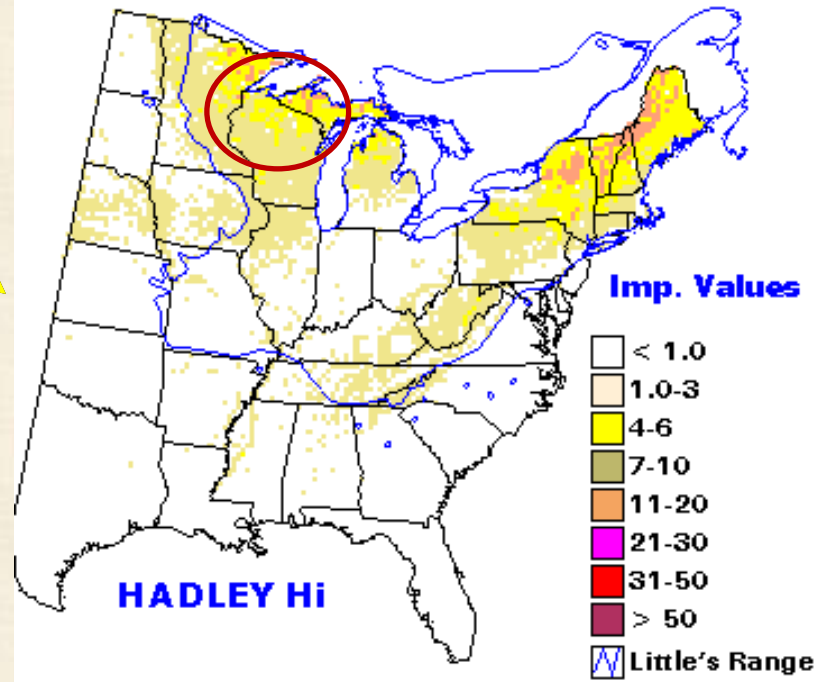 Imp. Values
< 1.0
1.0-3
4-6
7-10
11-20
21-30
31-50
> 50
Little's Range
HADLEY Hi